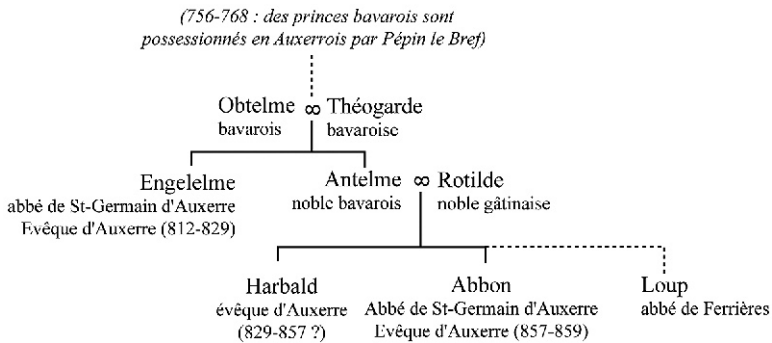 (756-768 : des princes bavarois sont
possessionnés en Auxerrois par Pépin le Bref)
Obtelme ∞ Théogarde
bavarois bavaroise
Engelelme
abbé de St-Germain d'Auxerre
Evêque d'Auxerre (812-829)
Antelme ∞ Rotilde
noble bavarois noble gâtinaise
Harbald
évêque d'Auxerre
(829-857 ?)
Abbon
Abbé de St-Germain d'Auxerre
Evêque d'Auxerre (857-859)
Loup
abbé de Ferrières